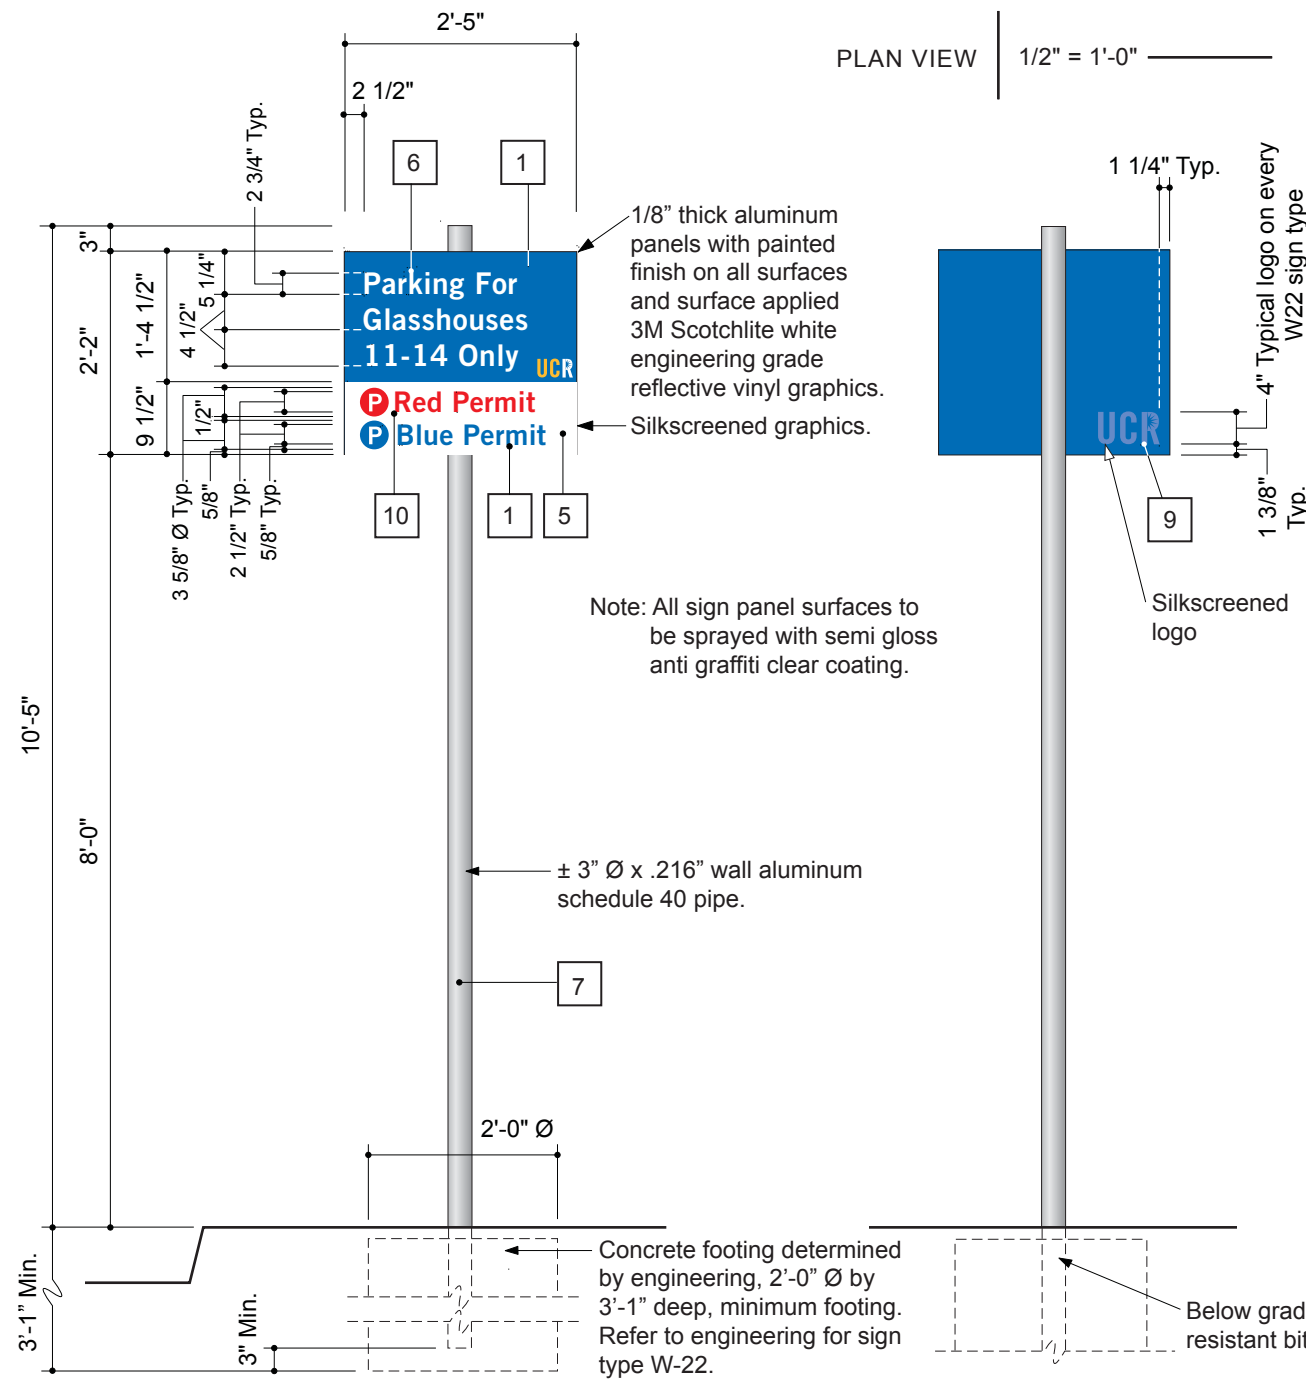 2'-5"
PLAN VIEW
1/2" = 1'-0"
2 1/2"
2 3/4" Typ.
6
1
1 1/4" Typ.
4" Typical logo on every
W22 sign type
3"
5 1/4"
1'-4 1/2"
4 1/2"
2'-2"
9 1/2"
1/2"
3 5/8" Ø Typ.
5/8"
2 1/2" Typ.
5/8" Typ.
Parking For
Glasshouses
11-14 Only
UCR
P Red Permit
P Blue Permit
1/8” thick aluminum
panels with painted
finish on all surfaces
and surface applied
3M Scotchlite white
engineering grade
reflective vinyl graphics.
Silkscreened graphics.
10
1
5
UCR
9
1 3/8"
Typ.
Silkscreened
logo
Note: All sign panel surfaces to
be sprayed with semi gloss
anti graffiti clear coating.
10'-5"
8'-0"
± 3” Ø x .216” wall aluminum
schedule 40 pipe.
7
2'-0" Ø
3'-1” Min.
3" Min.
Concrete footing determined
by engineering, 2’-0” Ø by
3’-1” deep, minimum footing.
Refer to engineering for sign
type W-22.
Below grad
resistant bit